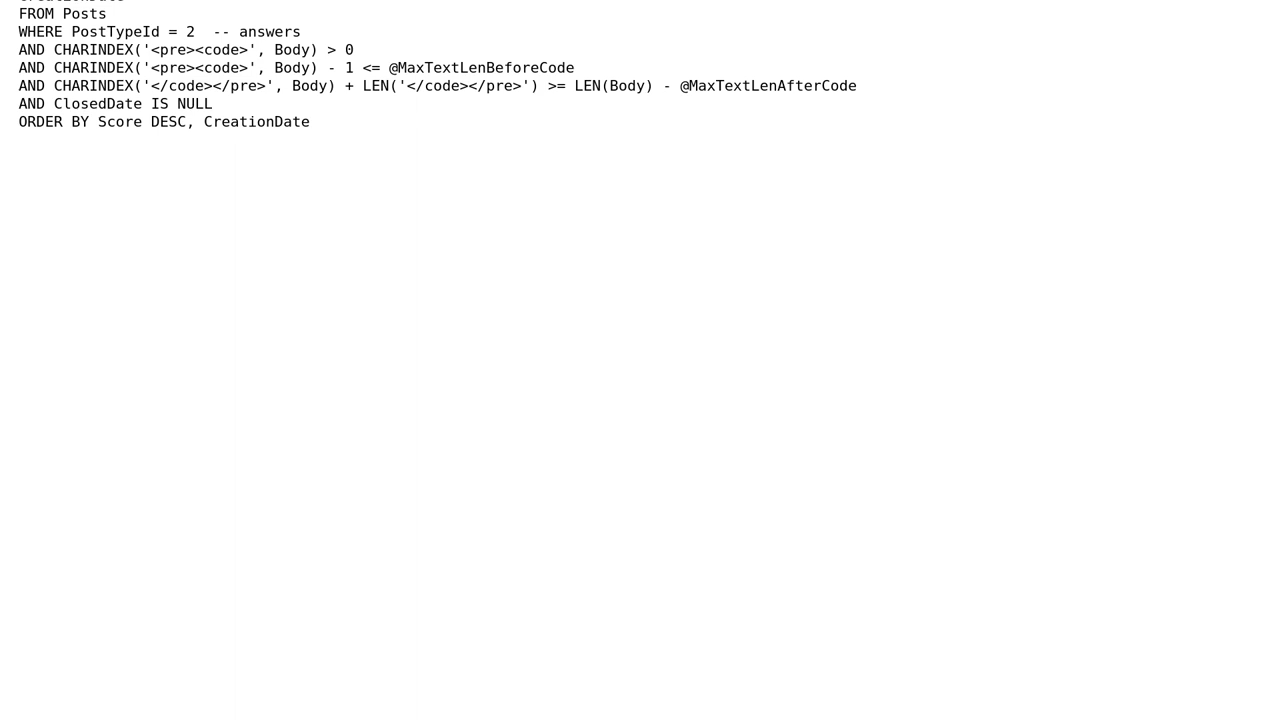 FROM Posts
WHERE PostTypeId = 2  -- answers
AND CHARINDEX('<pre><code>', Body) > 0
AND CHARINDEX('<pre><code>', Body) - 1 <= @MaxTextLenBeforeCode
AND CHARINDEX('</code></pre>', Body) + LEN('</code></pre>') >= LEN(Body) - @MaxTextLenAfterCode
AND ClosedDate IS NULL
ORDER BY Score DESC, CreationDate